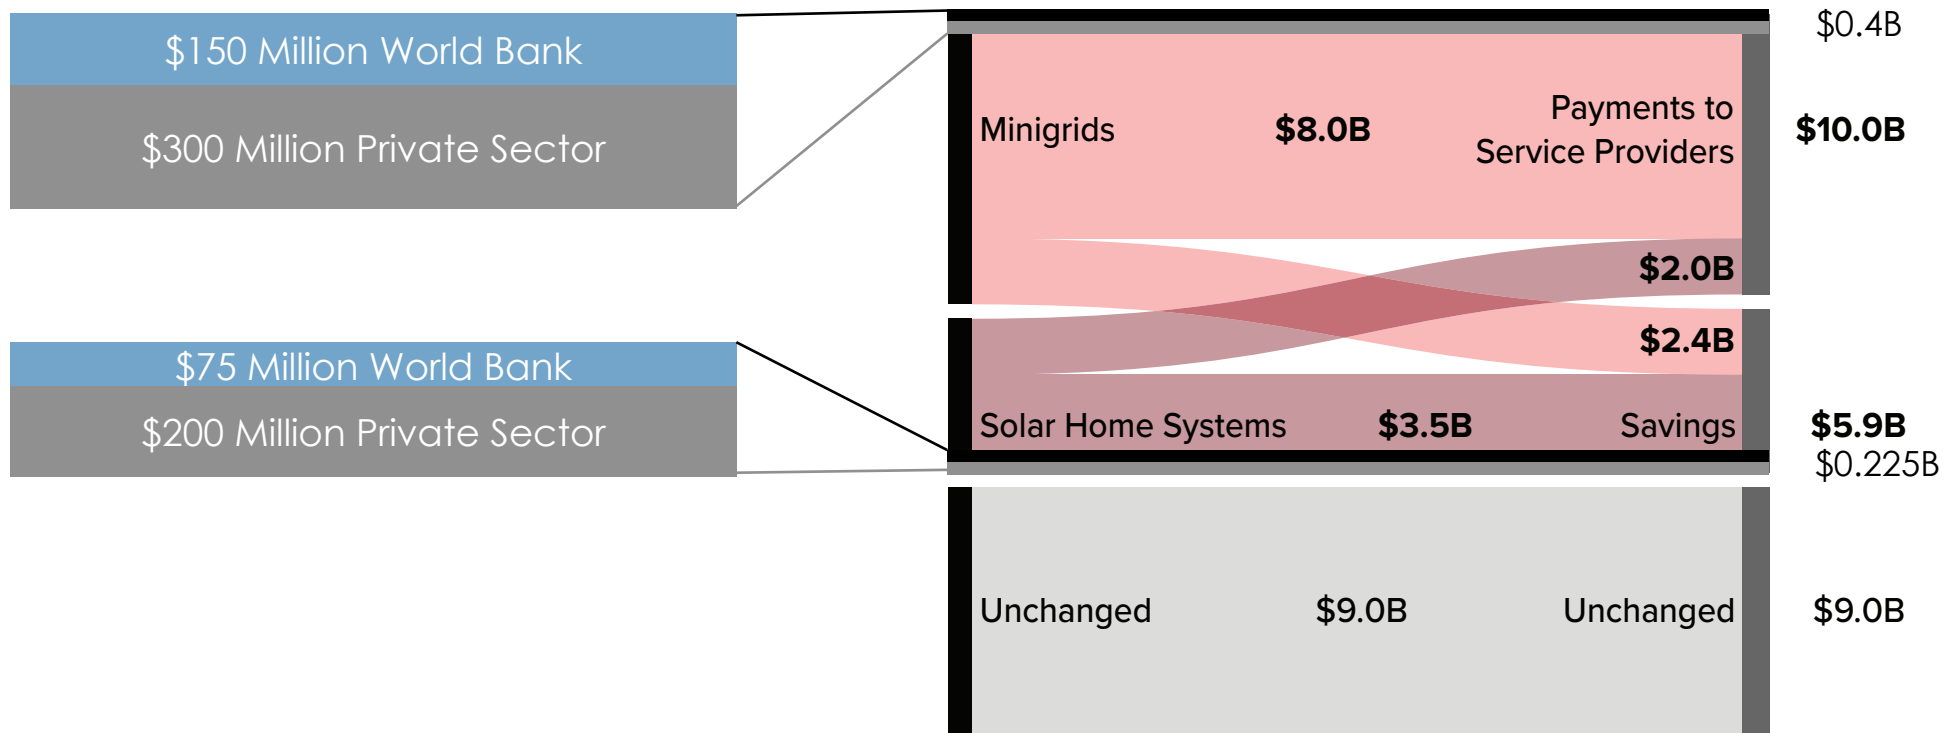 $150 Million World Bank
$300 Million Private Sector
$0.4B
Minigrids
$8.0B
Payments to
Service Providers
$10.0B
$2.0B
$2.4B
$75 Million World Bank
$200 Million Private Sector
Solar Home Systems
$3.5B
Savings
$5.9B
$0.225B
Unchanged
$9.0B
Unchanged
$9.0B